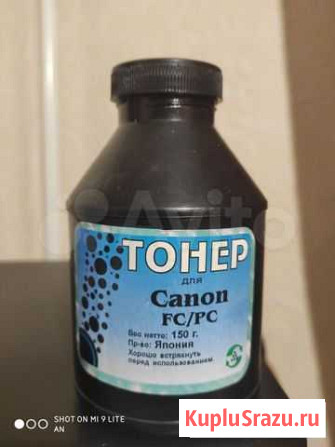 ТОНЕР
для
Canon
FC/PC
Вес нетто: 150 г.
Пр-во: Япония
Хорошо встряхнуть
перед использованием.
Avito
SHOT ON MI 9 LITE
AN
KupluSrazu.ru